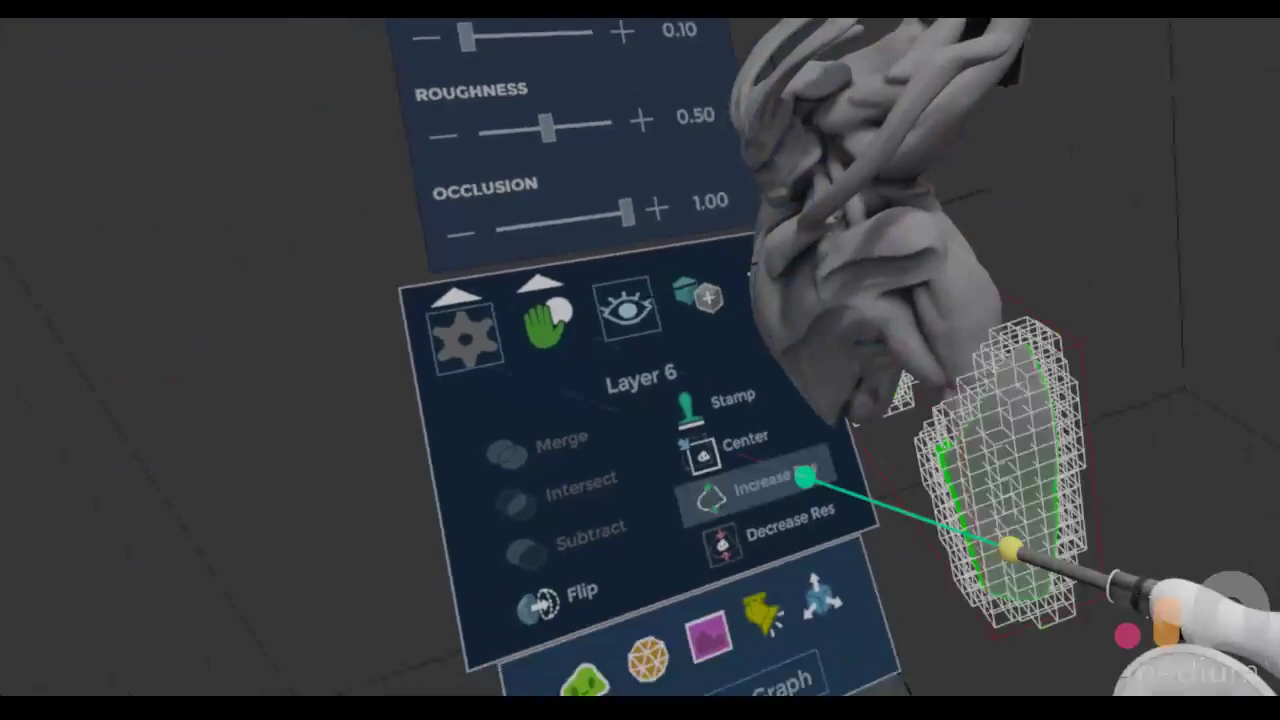 0.10
ROUGHNESS
0.50
OCCLUSION
1.00
Layer 6
Stamp
Merge
Center
Intersect
Increase
Subtract
Decrease Res
Flip
Graph